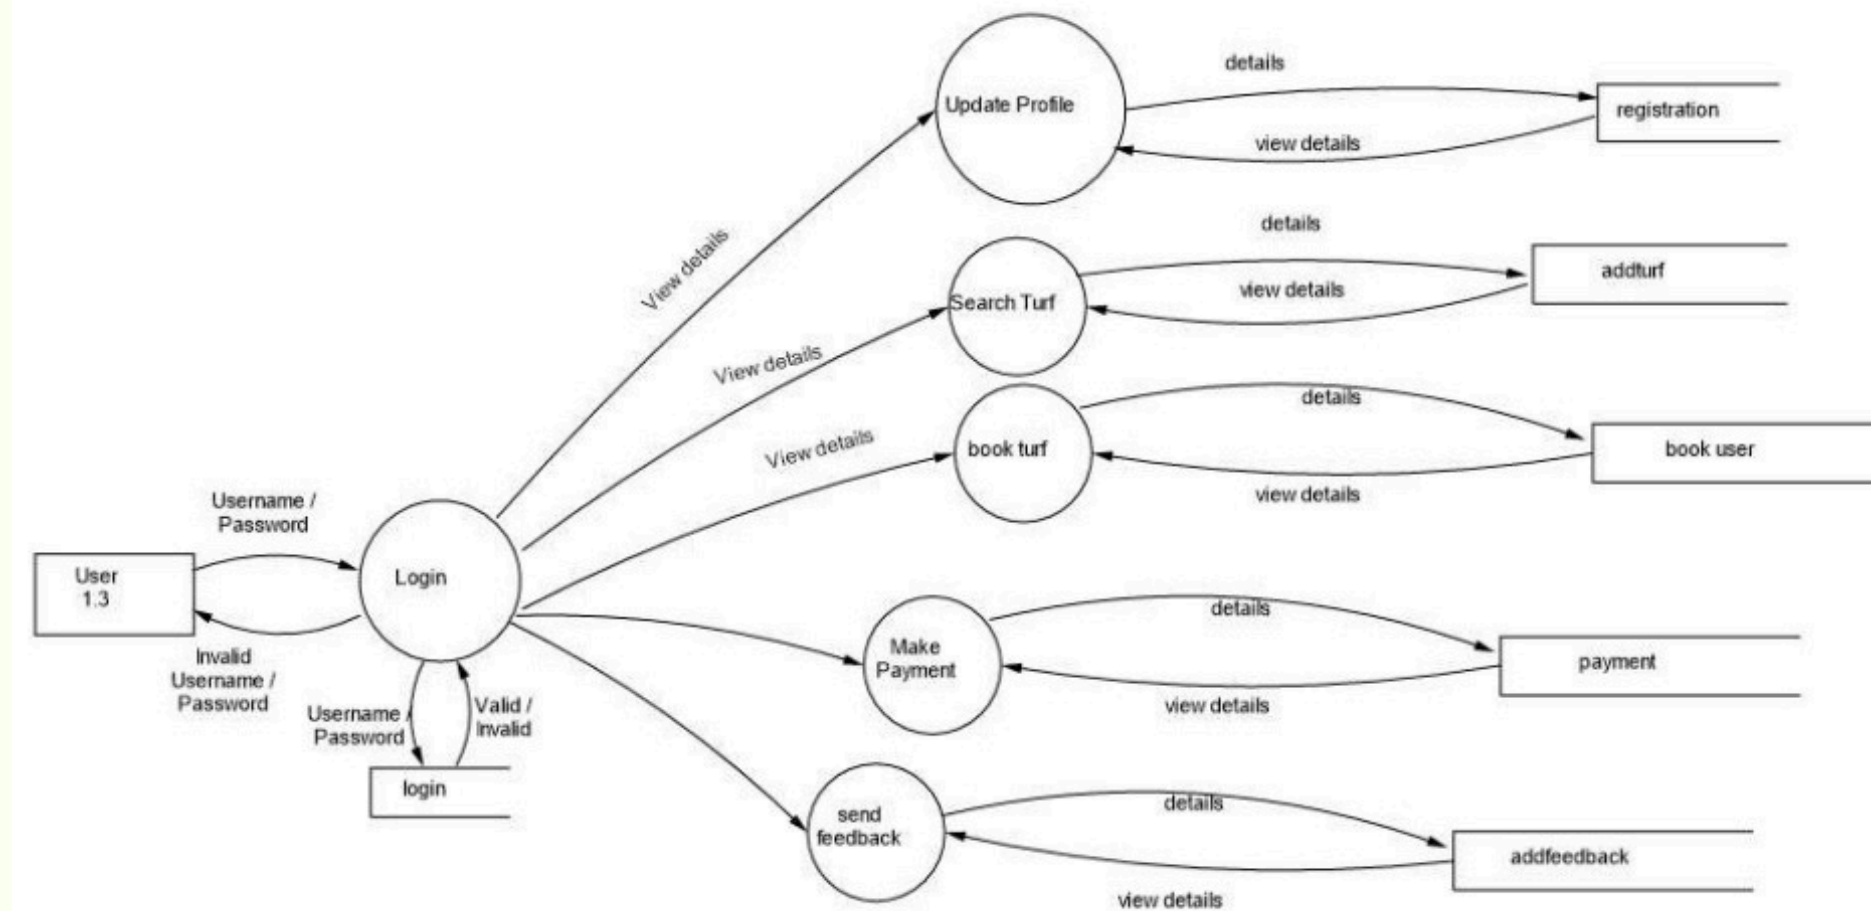 details
Update Profile
registration
view details
View details
details
Search Turf
view details
addturf
View details
details
book turf
book user
View details
view details
Username /
Password
User
1.3
Login
Invalid
Username /
Password
Username /
Password
Valid /
Invalid
login
details
Make
Payment
payment
view details
details
send
feedback
addfeedback
view details